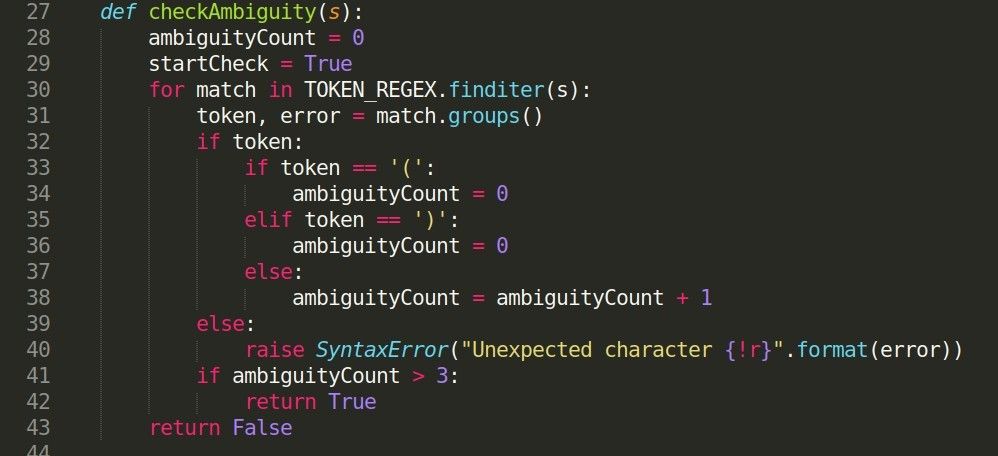 27 def checkAmbiguity(s):
28 ambiguityCount = 0
29 startCheck = True
30 for match in TOKEN_REGEX.finditer(s):
31 token, error = match.groups()
32 if token:
33 if token == '(':
34 ambiguityCount = 0
35 elif token == ')':
36 ambiguityCount = 0
37 else:
38 ambiguityCount = ambiguityCount + 1
39 else:
40 raise SyntaxError("Unexpected character {!r}".format(error))
41 if ambiguityCount > 3:
42 return True
43 return False
44